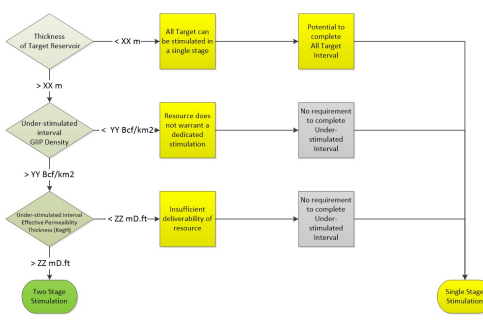 Thickness
of Target Reservoir
< XX m
All Target can
be stimulated in
a single stage
Potential to
complete
All Target
Interval
> XX m
Under-stimulated
interval
GIIP Density
< YY Bcf/km2
Resource does
not warrant a
dedicated
stimulation
No requirement
to complete
Under-
stimulated
Interval
> YY Bcf/km2
Under-stimulated interval
Effective Permeability
Thickness (KegH)
< ZZ mD.ft
Insufficient
deliverability of
resource
No requirement
to complete
Under-
stimulated
Interval
> ZZ mD.ft
Two Stage
Stimulation
Single Stage
Stimulation